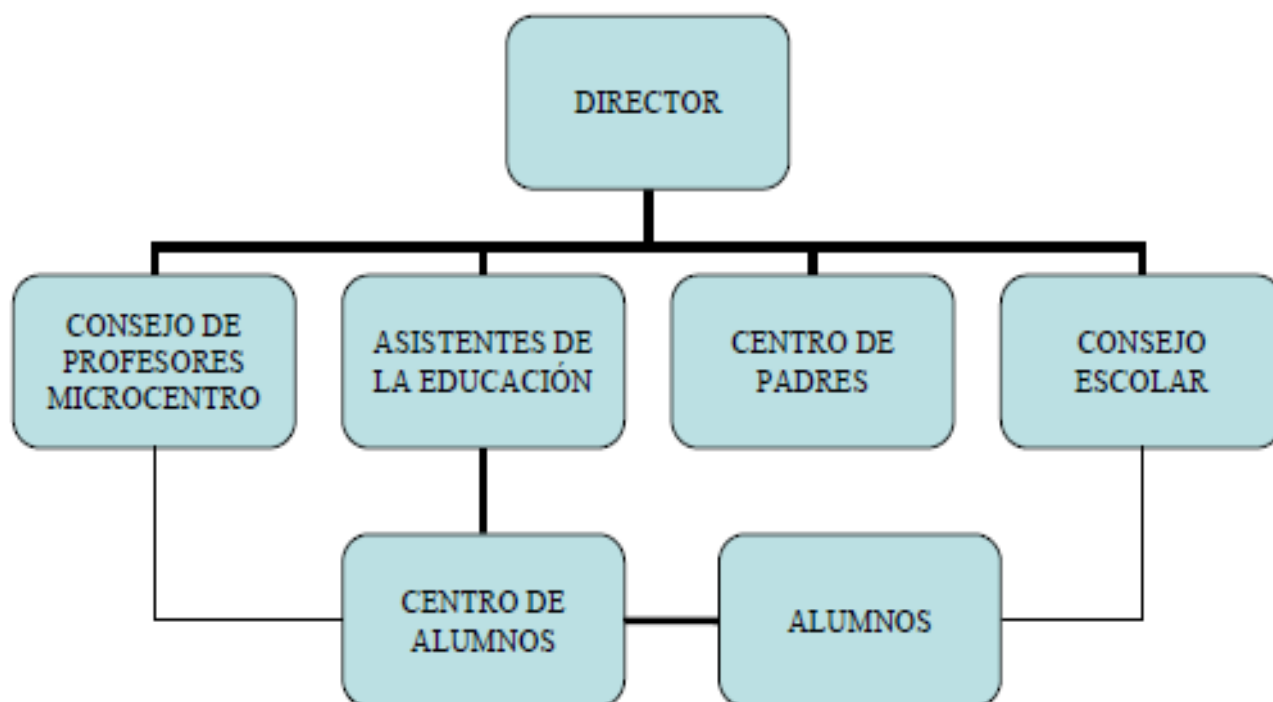 DIRECTOR
CONSEJO DE
PROFESORES
MICROCENTRO
ASISTENTES DE
LA EDUCACIÓN
CENTRO DE
PADRES
CONSEJO
ESCOLAR
CENTRO DE
ALUMNOS
ALUMNOS